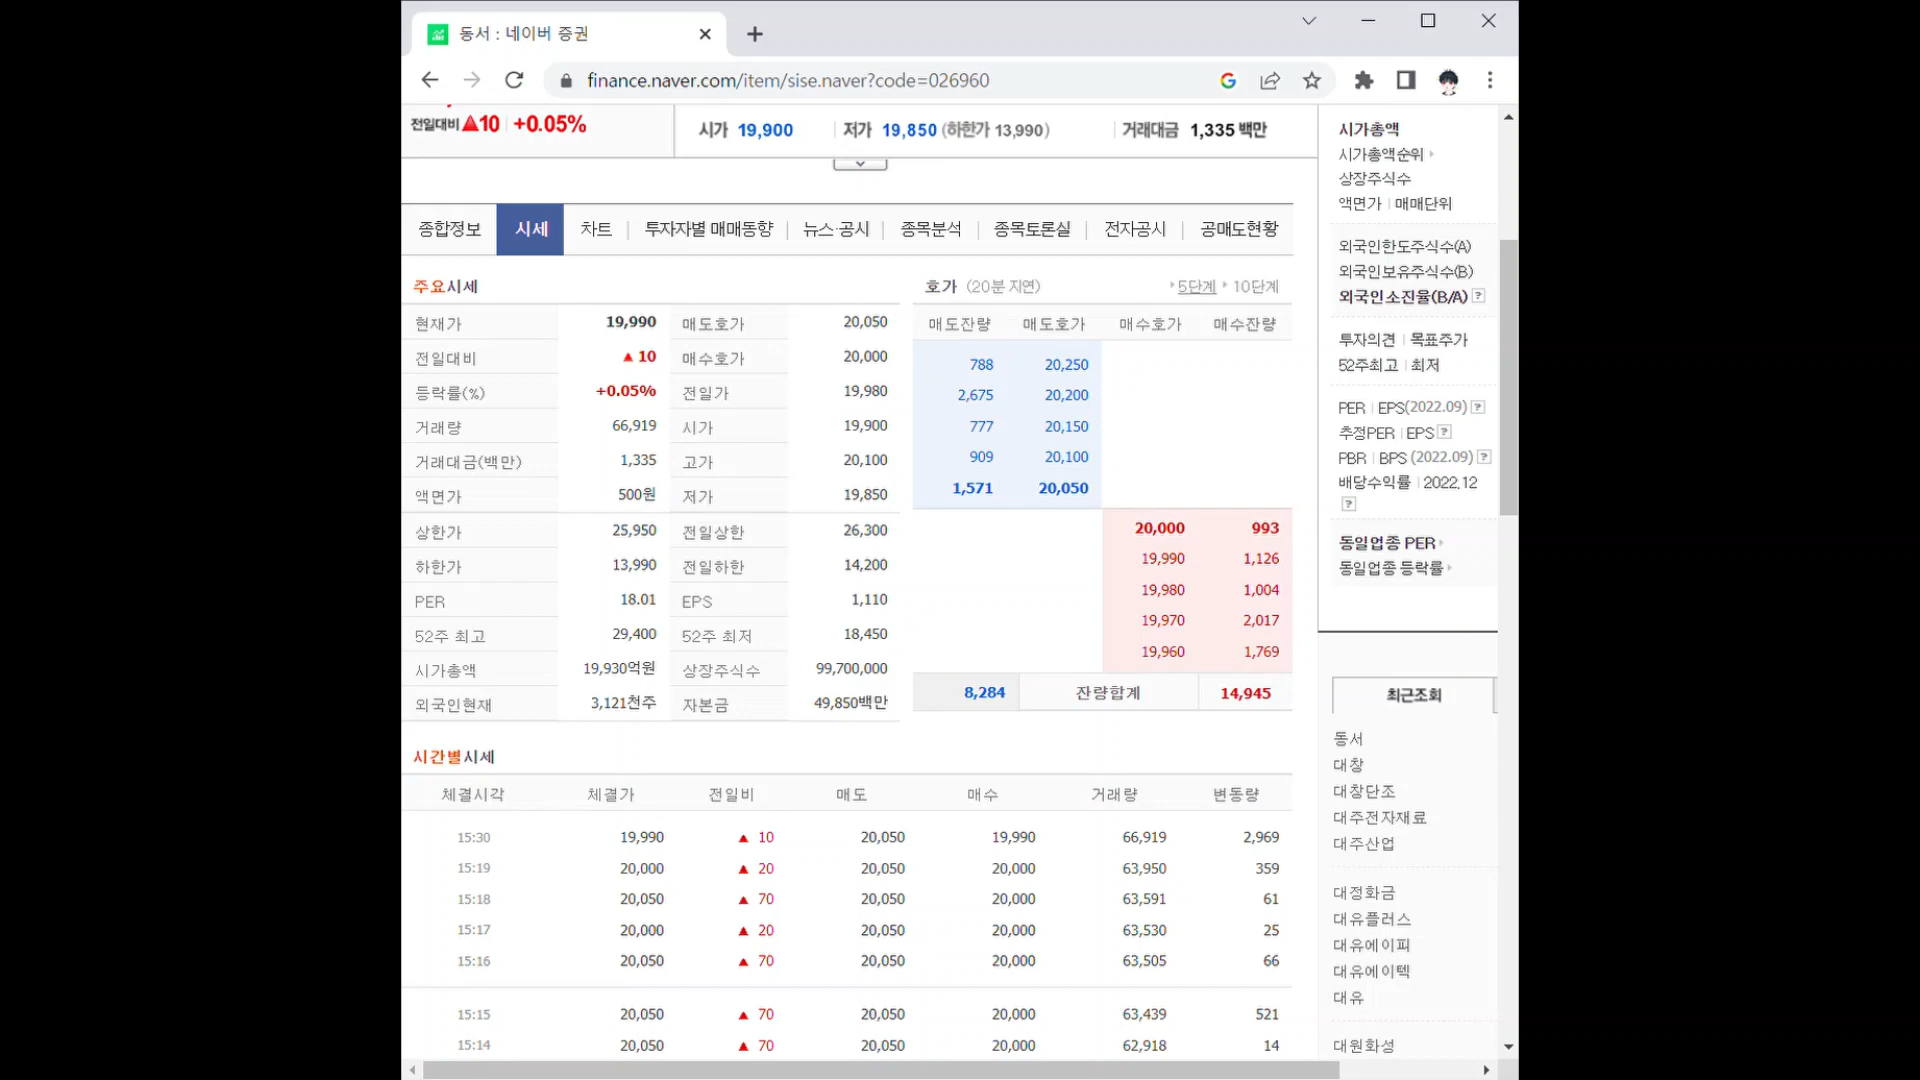 동서 : 네이버 증권
finance.naver.com/item/sise.naver?code=026960
전일대비 ▲10 +0.05%
시가 19,900 저가 19,850 (하한가 13,990) 거래대금 1,335 백만
종합정보 시세 차트 투자자별 매매동향 뉴스·공시 종목분석 종목토론실 전자공시 공매도현황
주요시세
현재가 19,990 매도호가 20,050
전일대비 ▲ 10 매수호가 20,000
등락률(%) +0.05% 전일가 19,980
거래량 66,919 시가 19,900
거래대금(백만) 1,335 고가 20,100
액면가 500원 저가 19,850
상한가 25,950 전일상한 26,300
하한가 13,990 전일하한 14,200
PER 18.01 EPS 1,110
52주 최고 29,400 52주 최저 18,450
시가총액 19,930억원 상장주식수 99,700,000
외국인현재 3,121천주 자본금 49,850백만
호가 (20분 지연) 5단계 10단계
매도잔량 매도호가 매수호가 매수잔량
788 20,250
2,675 20,200
777 20,150
909 20,100
1,571 20,050
20,000 993
19,990 1,126
19,980 1,004
19,970 2,017
19,960 1,769
8,284 잔량합계 14,945
시간별시세
체결시각 체결가 전일비 매도 매수 거래량 변동량
15:30 19,990 ▲ 10 20,050 19,990 66,919 2,969
15:19 20,000 ▲ 20 20,050 20,000 63,950 359
15:18 20,050 ▲ 70 20,050 20,000 63,591 61
15:17 20,000 ▲ 20 20,050 20,000 63,530 25
15:16 20,050 ▲ 70 20,050 20,000 63,505 66
15:15 20,050 ▲ 70 20,050 20,000 63,439 521
15:14 20,050 ▲ 70 20,050 20,000 62,918 14
시가총액
시가총액순위
상장주식수
액면가 매매단위
외국인한도주식수(A)
외국인보유주식수(B)
외국인소진율(B/A) ?
투자의견 목표주가
52주최고 최저
PER EPS(2022.09) ?
추정PER EPS ?
PBR BPS (2022.09) ?
배당수익률 2022.12
?
동일업종 PER
동일업종 등락률
최근조회
동서
대창
대창단조
대주전자재료
대주산업
대정화금
대유플러스
대유에이피
대유에이텍
대유
대원화성